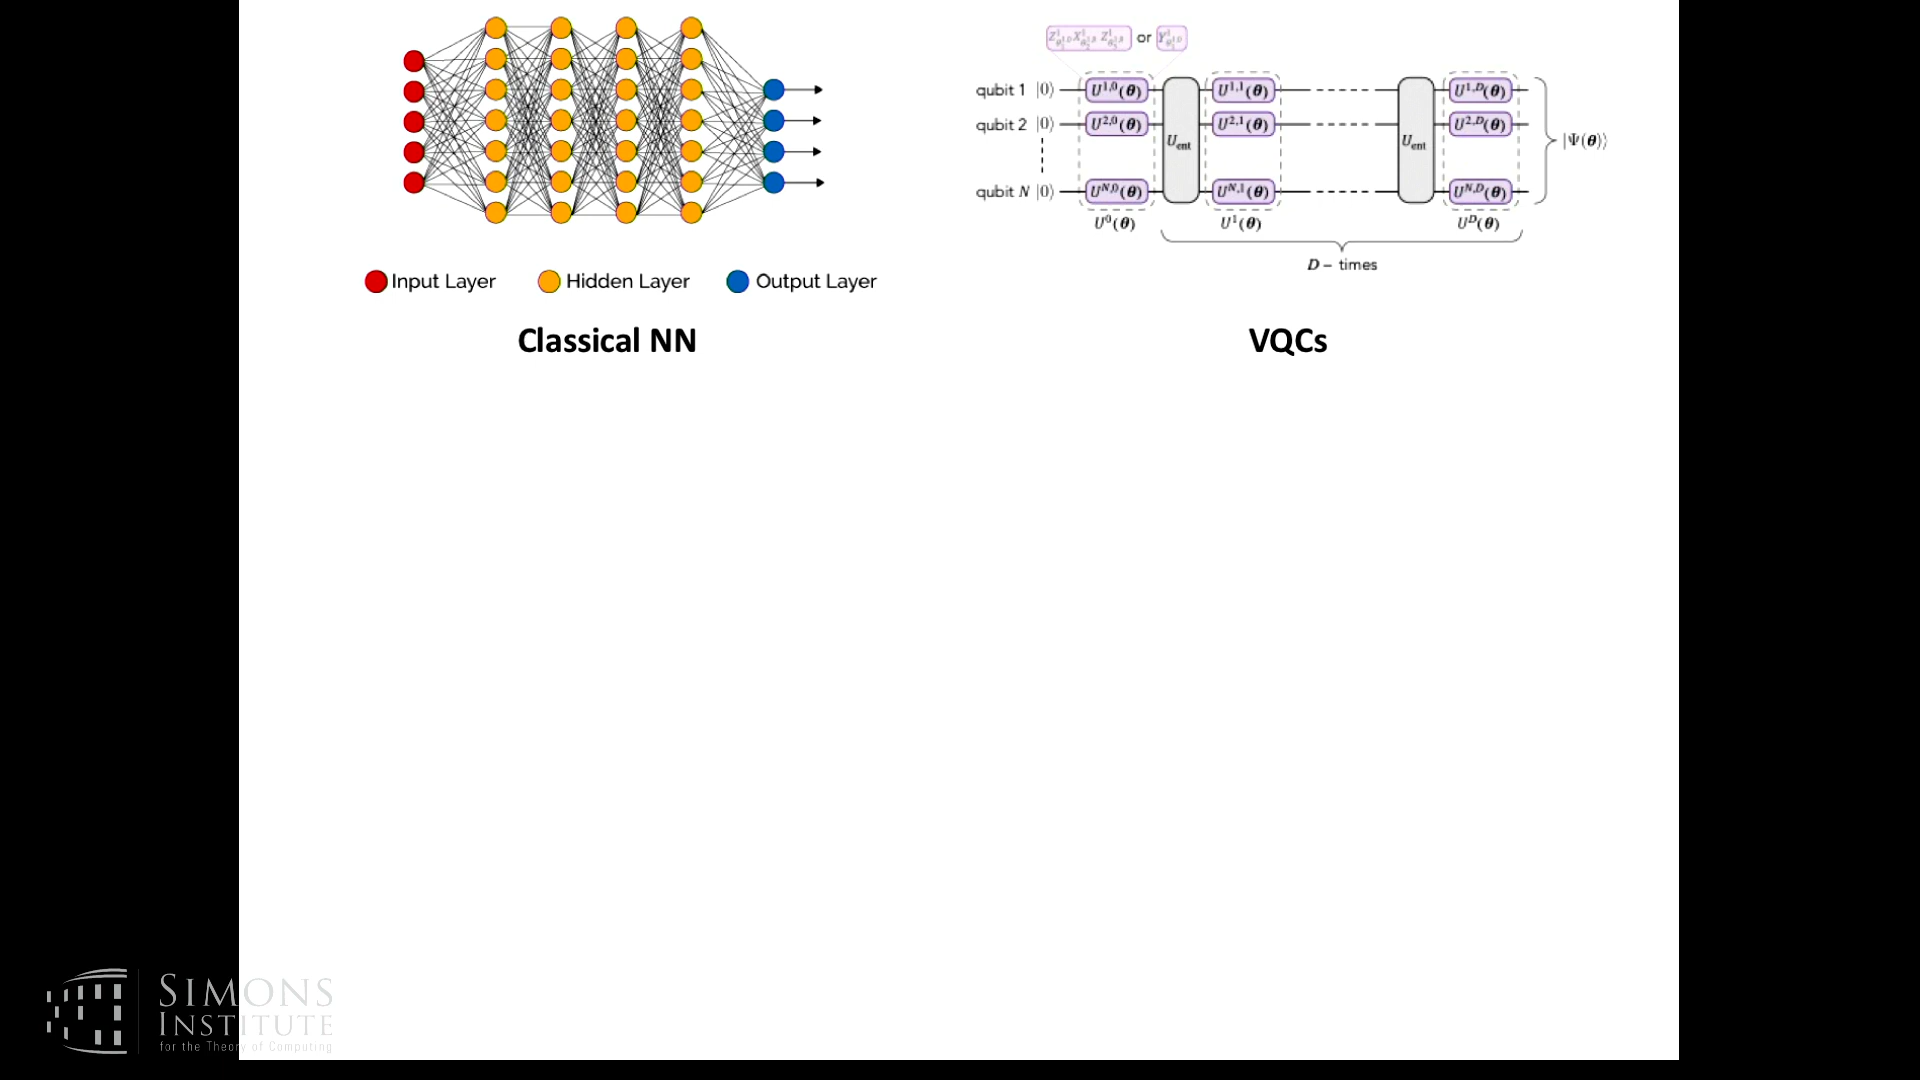 or
qubit 1 |0⟩ U^{1,0}(θ) U^{1,1}(θ) U^{1,D}(θ)
qubit 2 |0⟩ U^{2,0}(θ) U^{2,1}(θ) U^{2,D}(θ)
U_ent U_ent |Ψ(θ)⟩
qubit N |0⟩ U^{N,0}(θ) U^{N,1}(θ) U^{N,D}(θ)
U^0(θ) U^1(θ) U^D(θ)
D – times
Input Layer Hidden Layer Output Layer
Classical NN
VQCs
SIMONS
INSTITUTE
for the Theory of Computing